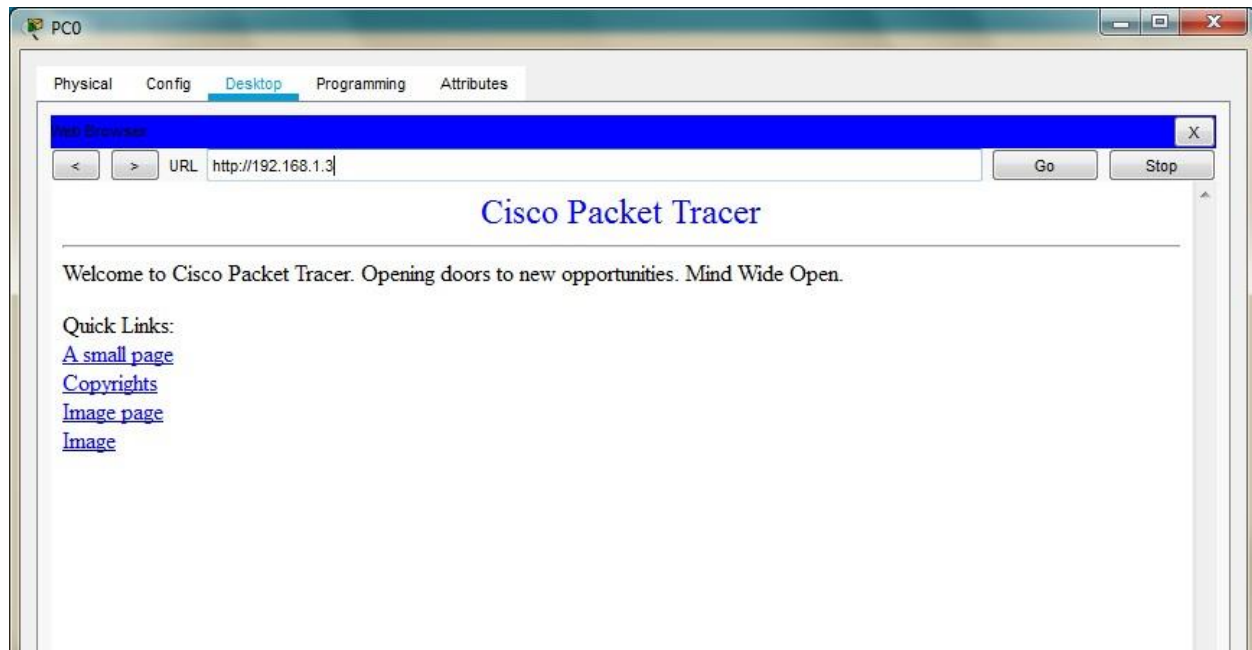 PC0
X
Physical Config Desktop Programming Attributes
Web Browser
X
< > URL http://192.168.1.3 Go Stop
Cisco Packet Tracer
Welcome to Cisco Packet Tracer. Opening doors to new opportunities. Mind Wide Open.
Quick Links:
A small page
Copyrights
Image page
Image